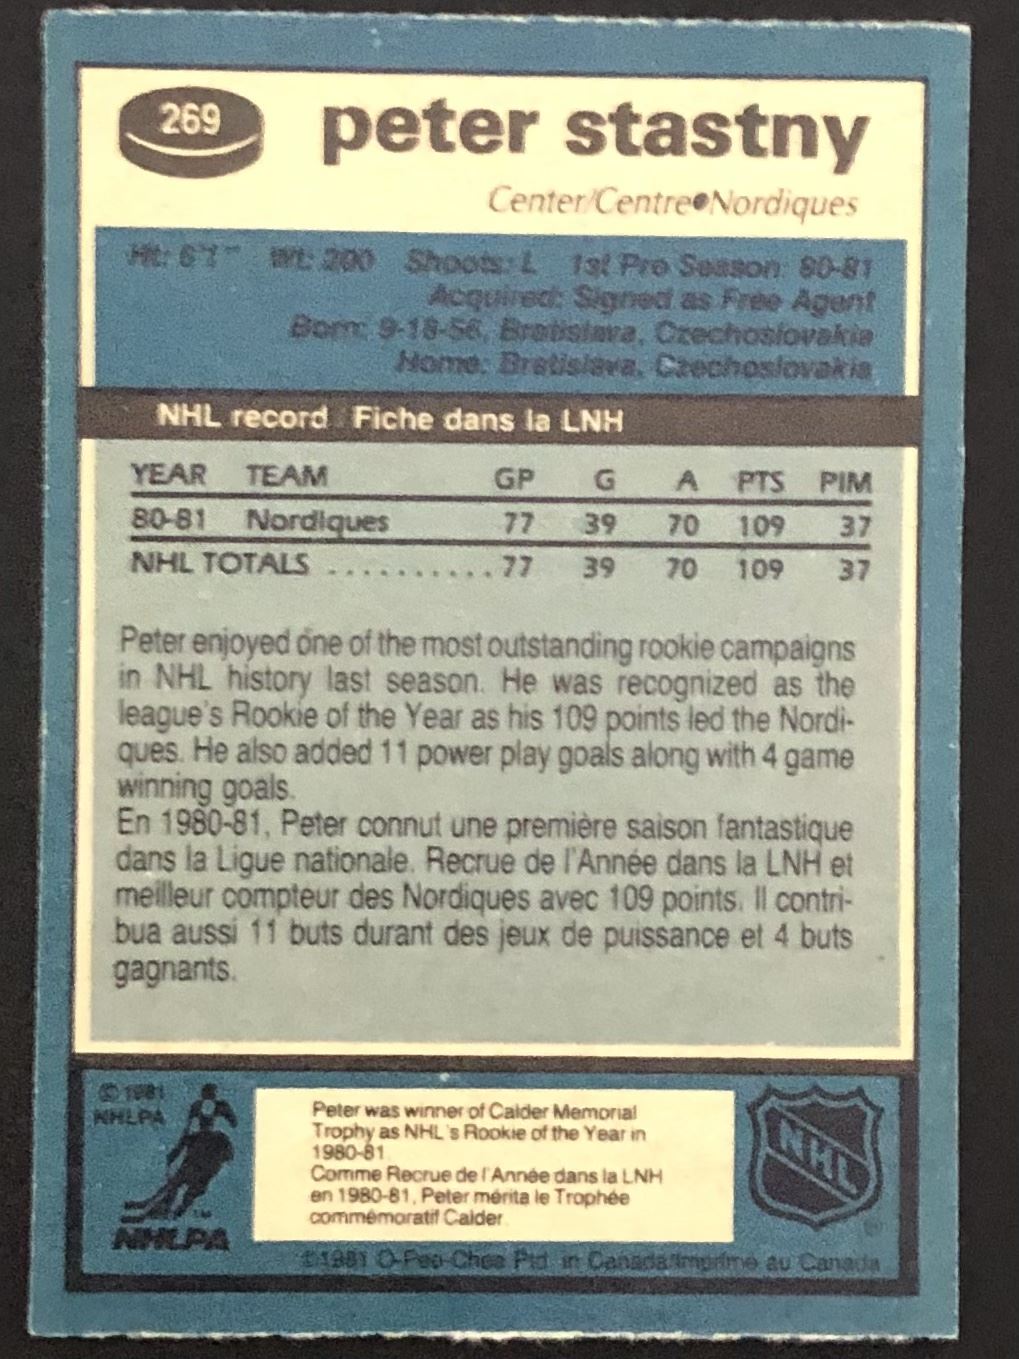 269
peter stastny
Center/Centre●Nordiques
Ht: 6'1" Wt: 200 Shoots: L 1st Pro Season: 80-81
Acquired: Signed as Free Agent
Born: 9-18-56, Bratislava, Czechoslovakia
Home: Bratislava, Czechoslovakia
NHL record Fiche dans la LNH
YEAR TEAM GP G A PTS PIM
80-81 Nordiques 77 39 70 109 37
NHL TOTALS .......... 77 39 70 109 37
Peter enjoyed one of the most outstanding rookie campaigns
in NHL history last season. He was recognized as the
league's Rookie of the Year as his 109 points led the Nordi-
ques. He also added 11 power play goals along with 4 game
winning goals.
En 1980-81, Peter connut une première saison fantastique
dans la Ligue nationale. Recrue de l'Année dans la LNH et
meilleur compteur des Nordiques avec 109 points. Il contri-
bua aussi 11 buts durant des jeux de puissance et 4 buts
gagnants.
© 1981
NHLPA
NHLPA
Peter was winner of Calder Memorial
Trophy as NHL's Rookie of the Year in
1980-81.
Comme Recrue de l'Année dans la LNH
en 1980-81, Peter mérita le Trophée
commémoratif Calder.
NHL
®
©1981 O-Pee-Chee Ptd. in Canada/Imprimé au Canada